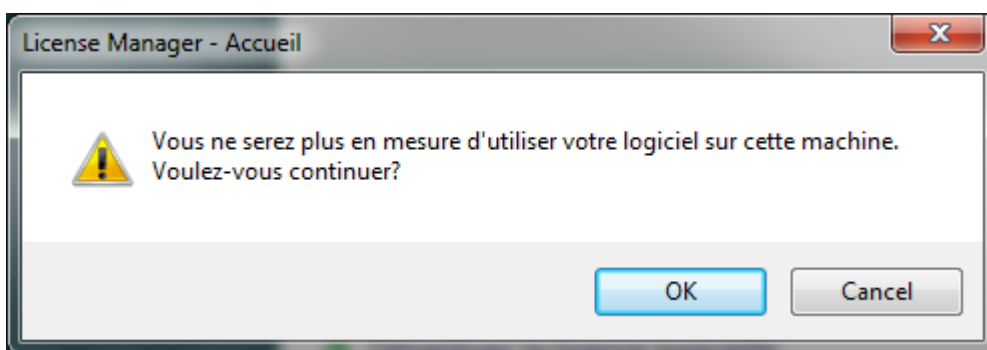 License Manager - Accueil
Vous ne serez plus en mesure d'utiliser votre logiciel sur cette machine.
Voulez-vous continuer?
OK
Cancel